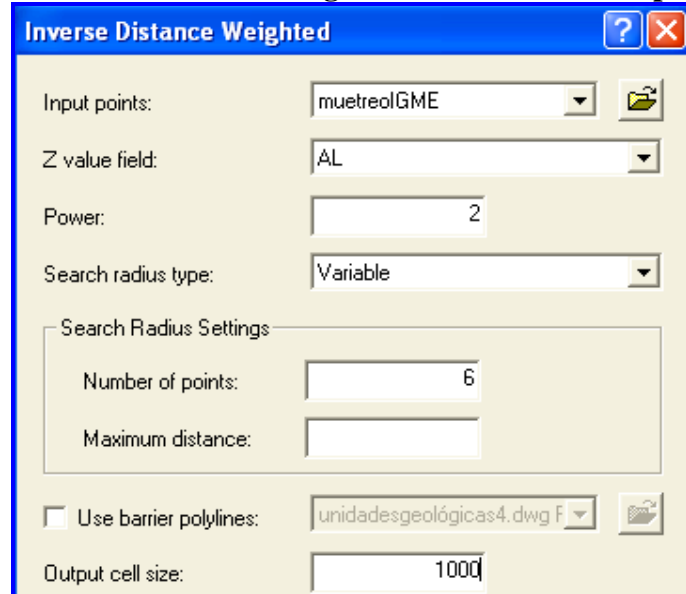 Inverse Distance Weighted
Input points: muetreoIGME
Z value field: AL
Power: 2
Search radius type: Variable
Search Radius Settings
Number of points: 6
Maximum distance:
Use barrier polylines: unidadesgeológicas4.dwg F
Output cell size: 1000